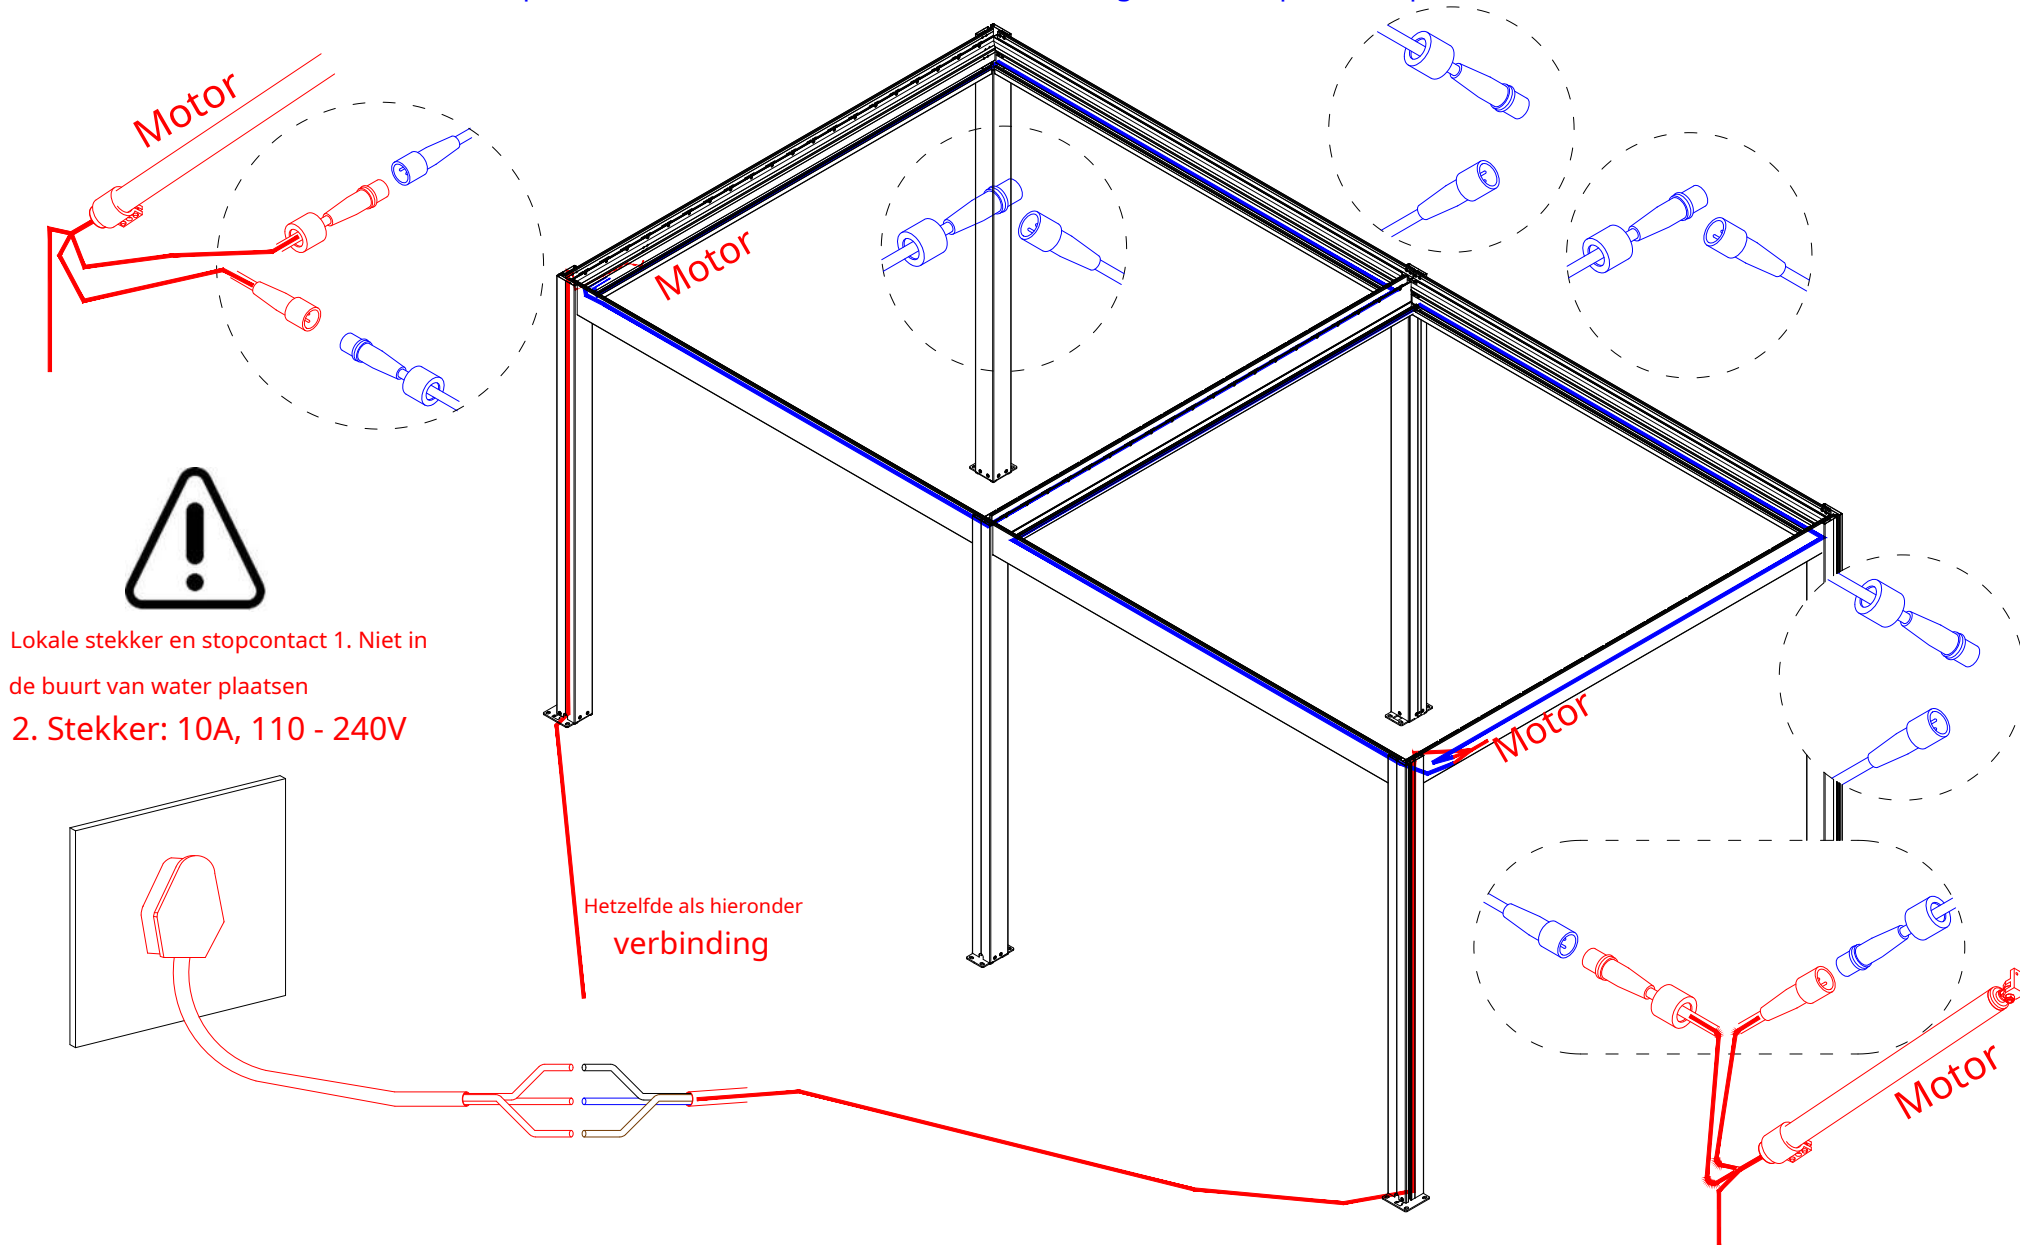 Motor
Motor
Lokale stekker en stopcontact 1. Niet in
de buurt van water plaatsen
2. Stekker: 10A, 110 - 240V
Motor
Hetzelfde als hieronder
verbinding
Motor